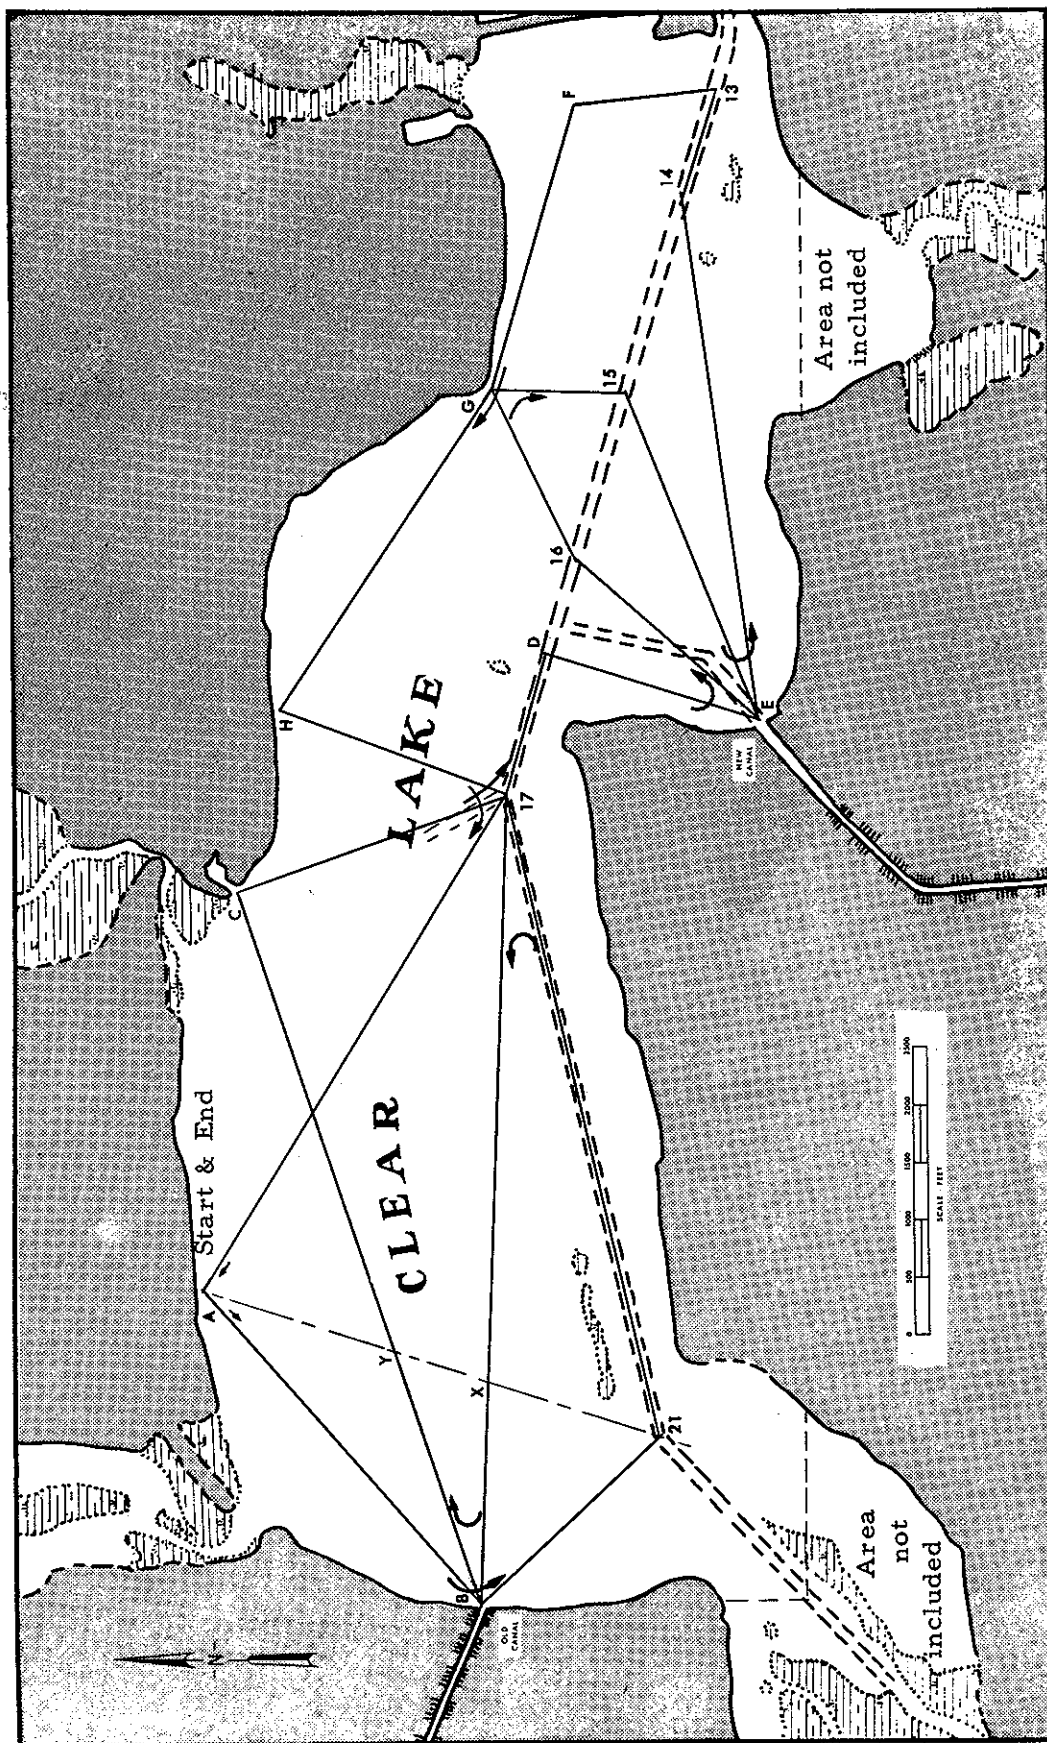 CLEAR LAKE
Start & End
A
B
C
D
E
F
G
H
X
Y
13
14
15
16
17
21
OLD
CANAL
NEW
CANAL
Area not
included
Area
not
included
N
0 500 1000 1500 2000 2500
SCALE - FEET